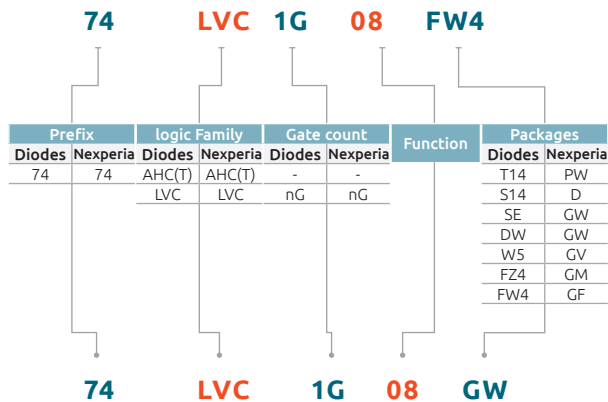 74 LVC 1G 08 FW4
Prefix logic Family Gate count Function Packages
Diodes Nexperia Diodes Nexperia Diodes Nexperia Diodes Nexperia
74 74 AHC(T) AHC(T) - - T14 PW
LVC LVC nG nG S14 D
SE GW
DW GW
W5 GV
FZ4 GM
FW4 GF
74 LVC 1G 08 GW